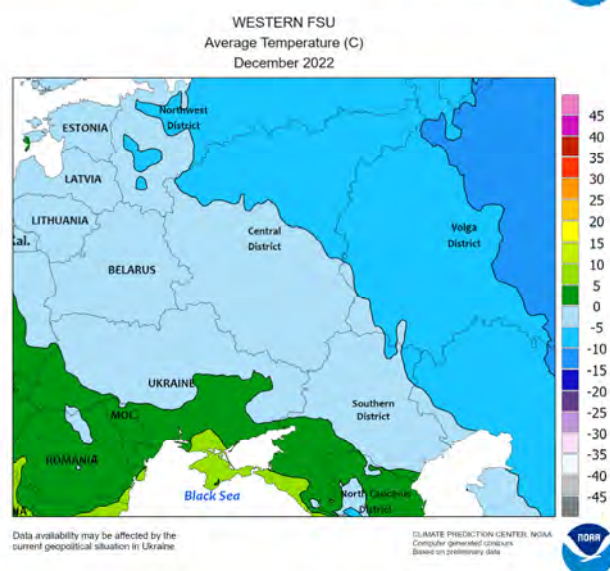 WESTERN FSU
Average Temperature (C)
December 2022
Northwest
District
ESTONIA
LATVIA
LITHUANIA
Kal.
BELARUS
Central
District
Volga
District
UKRAINE
MOL.
Southern
District
ROMANIA
Black Sea
North Caucasus
District
45
40
35
30
25
20
15
10
5
0
-5
-10
-15
-20
-25
-30
-35
-40
-45
Data availability may be affected by the
current geopolitical situation in Ukraine
CLIMATE PREDICTION CENTER, NOAA
Computer generated contours
Based on preliminary data
NOAA